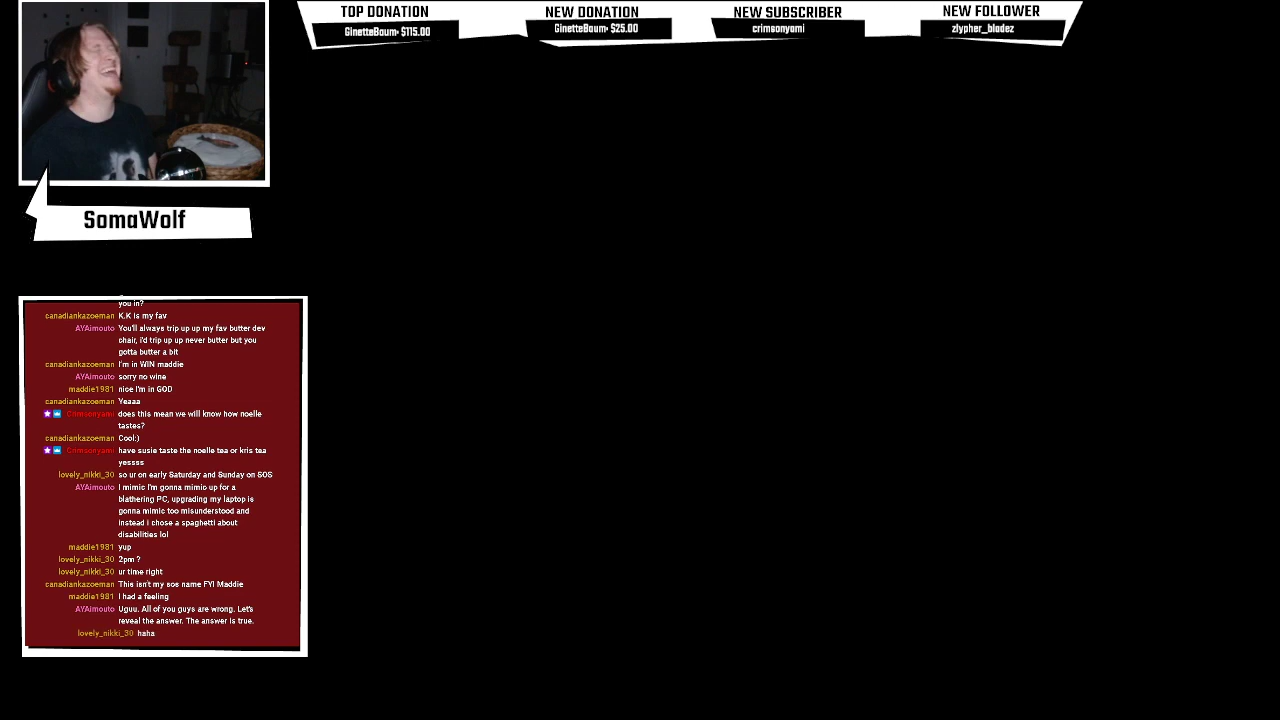 TOP DONATION
GinetteBaum• $115.00
NEW DONATION
GinetteBaum• $25.00
NEW SUBSCRIBER
crimsonyami
NEW FOLLOWER
zlypher_bladez
SomaWolf
you in?
canadiankazoeman K.K is my fav
AYAimouto You'll always trip up up my fav butter dev
chair, i'd trip up up never butter but you
gotta butter a bit
canadiankazoeman I'm in WIN maddie
AYAimouto sorry no wine
maddie1981 nice I'm in GOD
canadiankazoeman Yeaaa
Crimsonyami does this mean we will know how noelle
tastes?
canadiankazoeman Cool:)
Crimsonyami have susie taste the noelle tea or kris tea
yessss
lovely_nikki_30 so ur on early Saturday and Sunday on SOS
AYAimouto I mimic I'm gonna mimic up for a
blathering PC, upgrading my laptop is
gonna mimic too misunderstood and
instead i chose a spaghetti about
disabilities lol
maddie1981 yup
lovely_nikki_30 2pm ?
lovely_nikki_30 ur time right
canadiankazoeman This isn't my sos name FYI Maddie
maddie1981 I had a feeling
AYAimouto Uguu. All of you guys are wrong. Let's
reveal the answer. The answer is true.
lovely_nikki_30 haha